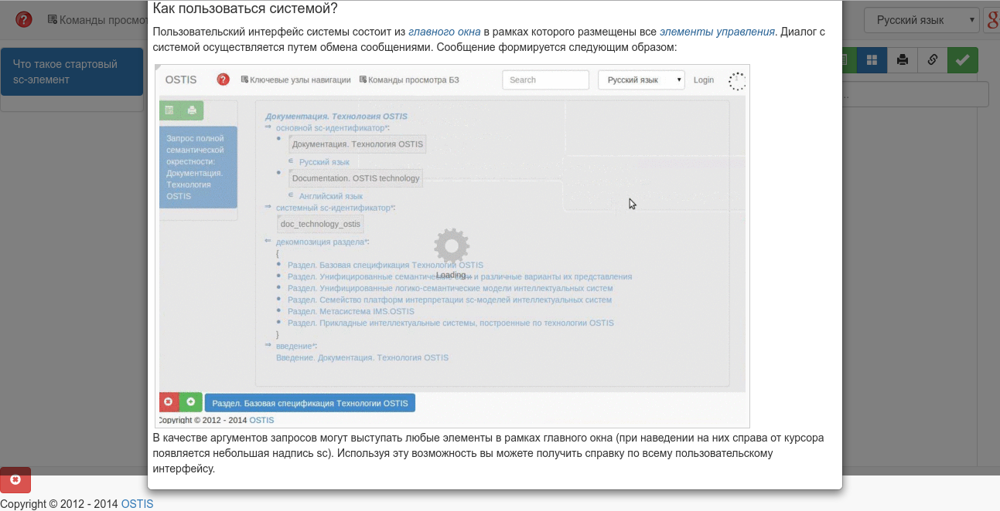 Как пользоваться системой?
Команды просмот
Русский язык
Что такое стартовый
sc-элемент
Пользовательский интерфейс системы состоит из главного окна в рамках которого размещены все элементы управления. Диалог с
системой осуществляется путем обмена сообщениями. Сообщение формируется следующим образом:
OSTIS
Ключевые узлы навигации
Команды просмотра БЗ
Search
Русский язык
Login
Запрос полной
семантической
окрестности:
Документация.
Технология
OSTIS
Документация. Технология OSTIS
основной sc-идентификатор*:
Документация. Технология OSTIS
Русский язык
Documentation. OSTIS technology
Английский язык
системный sc-идентификатор*:
doc_technology_ostis
декомпозиция раздела*:
{
Раздел. Базовая спецификация Технологии OSTIS
Раздел. Унифицированные семантические сети и различные варианты их представления
Loading...
Раздел. Унифицированные логико-семантические модели интеллектуальных систем
Раздел. Семейство платформ интерпретации sc-моделей интеллектуальных систем
Раздел. Метасистема IMS.OSTIS
Раздел. Прикладные интеллектуальные системы, построенные по технологии OSTIS
}
введение*:
Введение. Документация. Технология OSTIS
Раздел. Базовая спецификация Технологии OSTIS
Copyright © 2012 - 2014 OSTIS
В качестве аргументов запросов могут выступать любые элементы в рамках главного окна (при наведении на них справа от курсора
появляется небольшая надпись sc). Используя эту возможность вы можете получить справку по всему пользовательскому
интерфейсу.
Copyright © 2012 - 2014 OSTIS